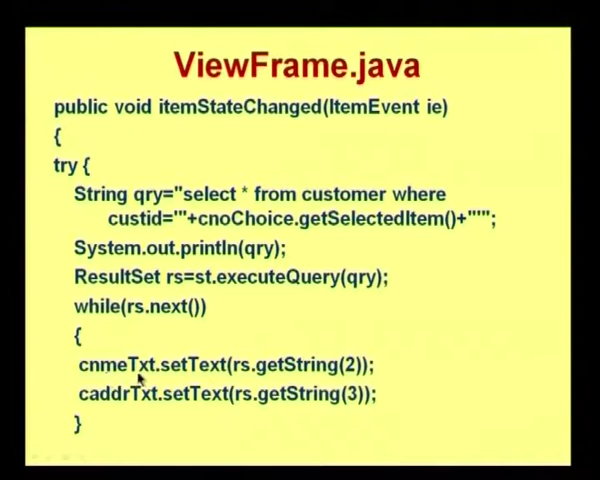 ViewFrame.java
public void itemStateChanged(ItemEvent ie)
{
try {
String qry="select * from customer where
custid='"+cnoChoice.getSelectedItem()+"'";
System.out.println(qry);
ResultSet rs=st.executeQuery(qry);
while(rs.next())
{
cnmeTxt.setText(rs.getString(2));
caddrTxt.setText(rs.getString(3));
}